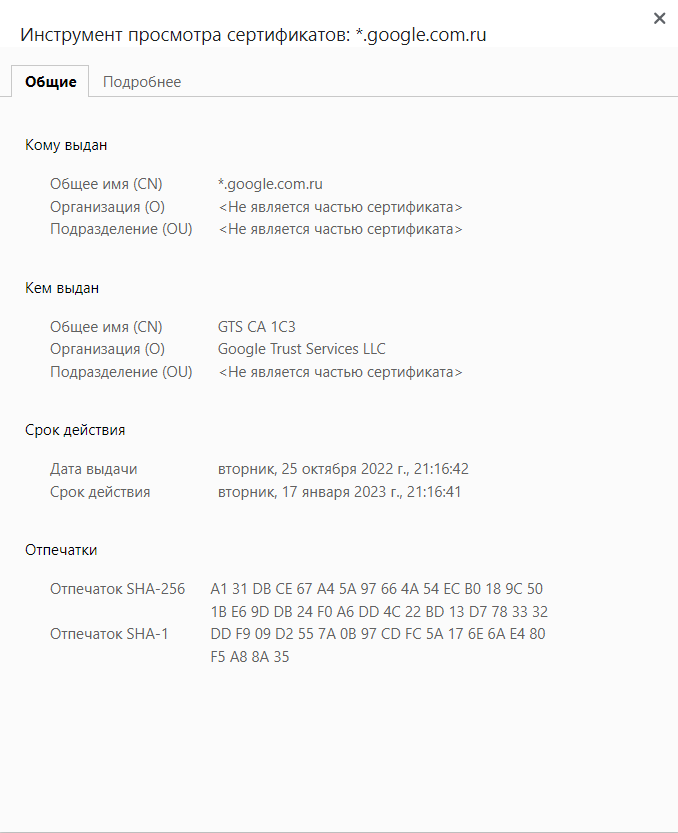 Инструмент просмотра сертификатов: *.google.com.ru
Общие Подробнее
Кому выдан
Общее имя (CN) *.google.com.ru
Организация (O) <Не является частью сертификата>
Подразделение (OU) <Не является частью сертификата>
Кем выдан
Общее имя (CN) GTS CA 1C3
Организация (O) Google Trust Services LLC
Подразделение (OU) <Не является частью сертификата>
Срок действия
Дата выдачи вторник, 25 октября 2022 г., 21:16:42
Срок действия вторник, 17 января 2023 г., 21:16:41
Отпечатки
Отпечаток SHA-256 A1 31 DB CE 67 A4 5A 97 66 4A 54 EC B0 18 9C 50
1B E6 9D DB 24 F0 A6 DD 4C 22 BD 13 D7 78 33 32
Отпечаток SHA-1 DD F9 09 D2 55 7A 0B 97 CD FC 5A 17 6E 6A E4 80
F5 A8 8A 35